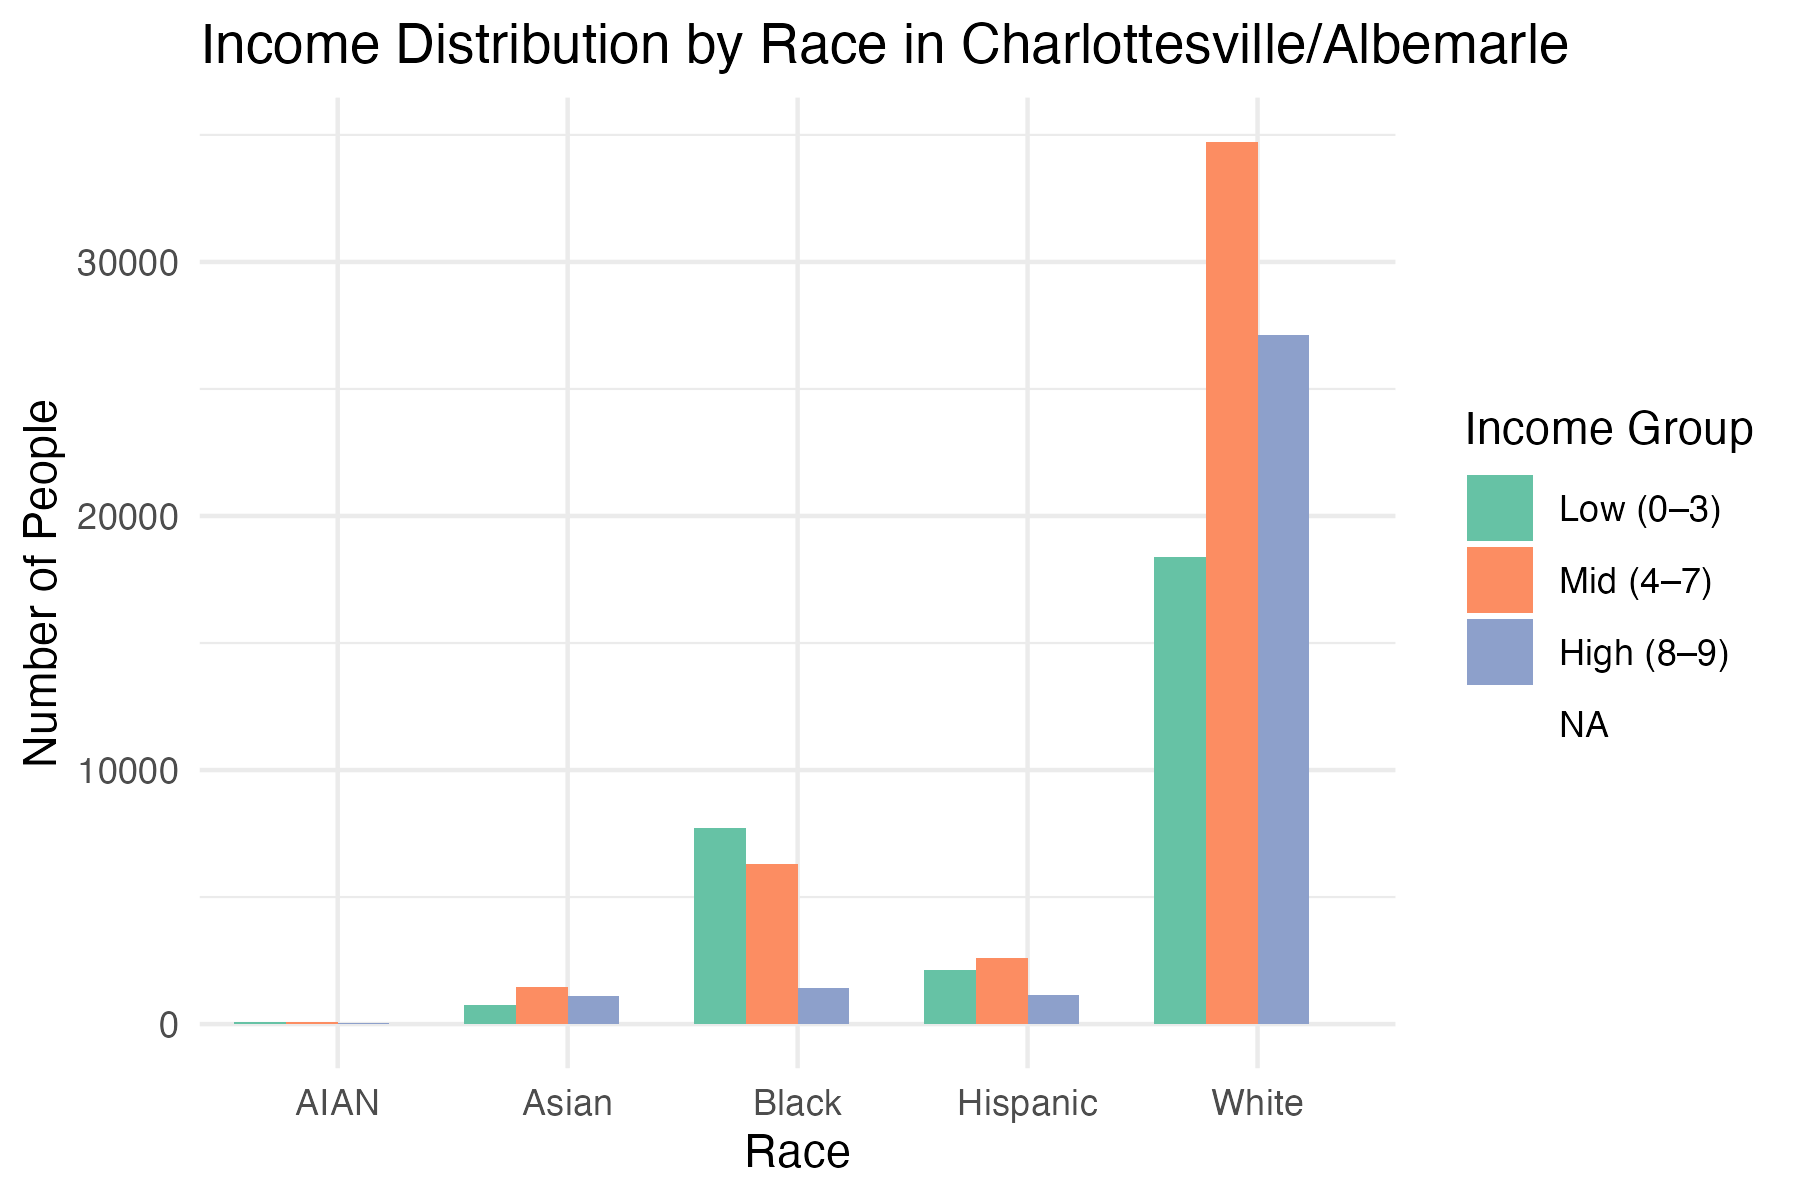 Income Distribution by Race in Charlottesville/Albemarle
Number of People
30000
20000
10000
0
AIAN
Asian
Black
Hispanic
White
Race
Income Group
Low (0–3)
Mid (4–7)
High (8–9)
NA